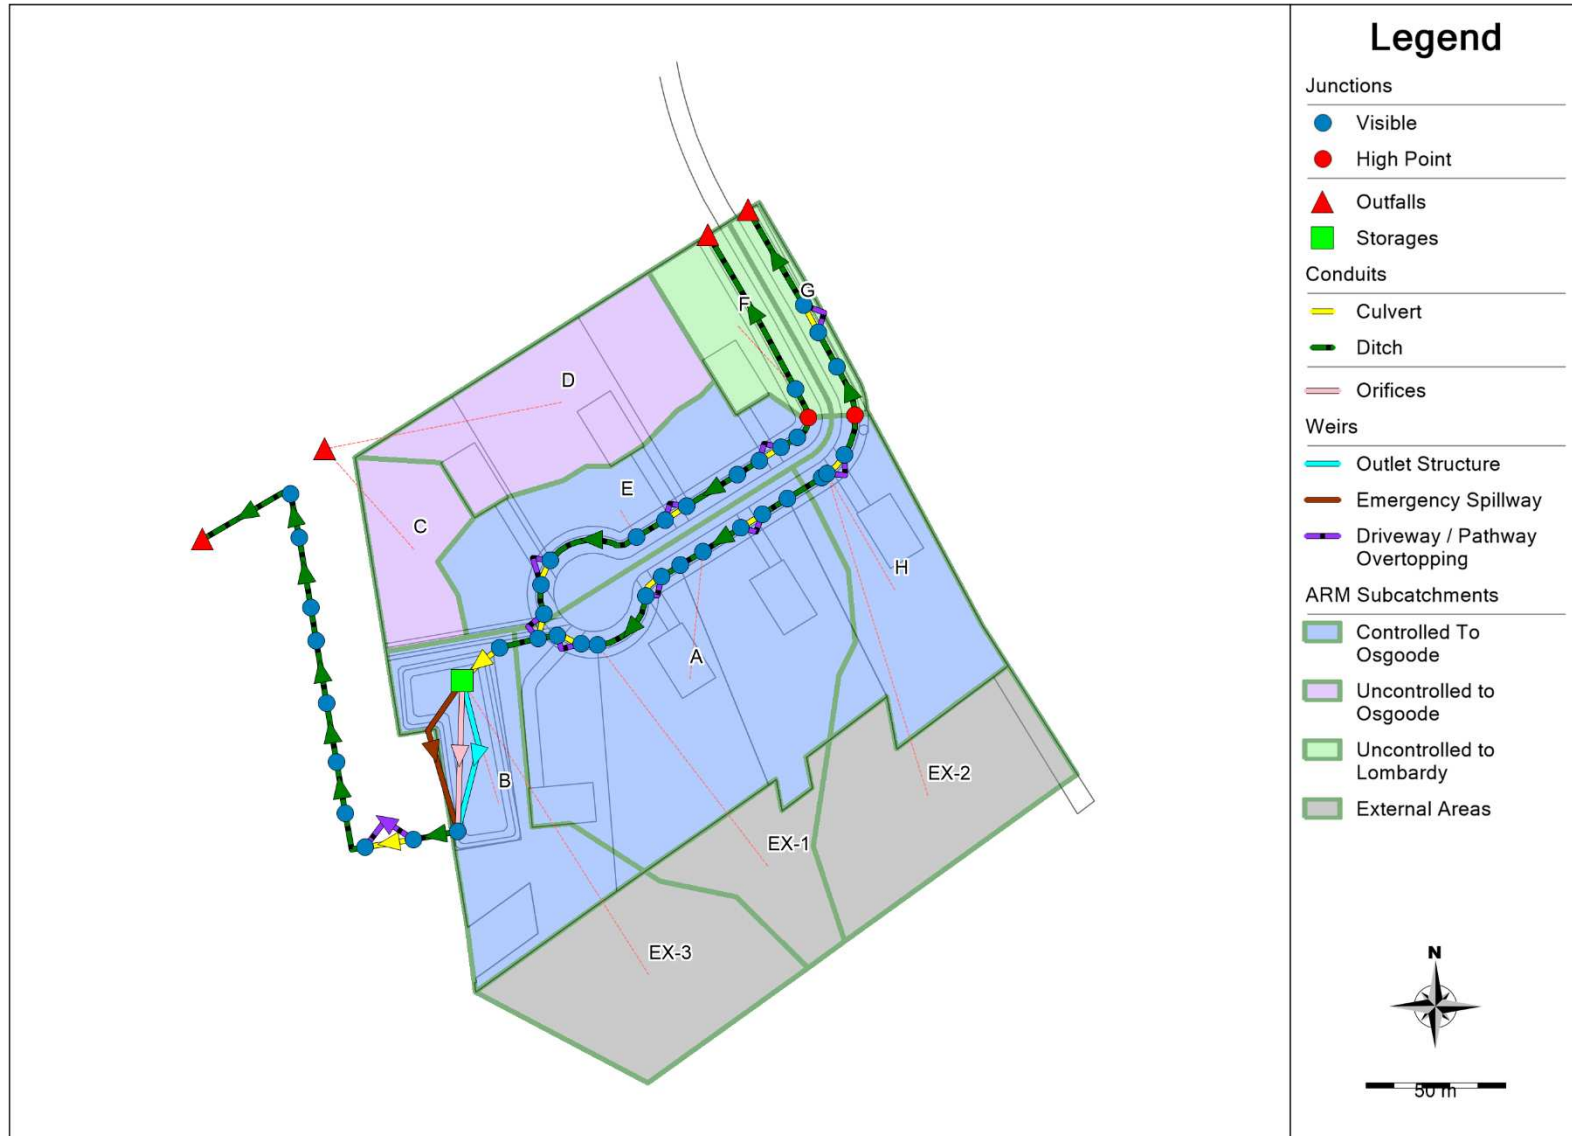 Legend
Junctions
Visible
High Point
Outfalls
Storages
Conduits
Culvert
Ditch
Orifices
Weirs
Outlet Structure
Emergency Spillway
Driveway / Pathway
Overtopping
ARM Subcatchments
Controlled To
Osgoode
Uncontrolled to
Osgoode
Uncontrolled to
Lombardy
External Areas
N
50 m
G
F
D
E
C
H
A
B
EX-2
EX-1
EX-3